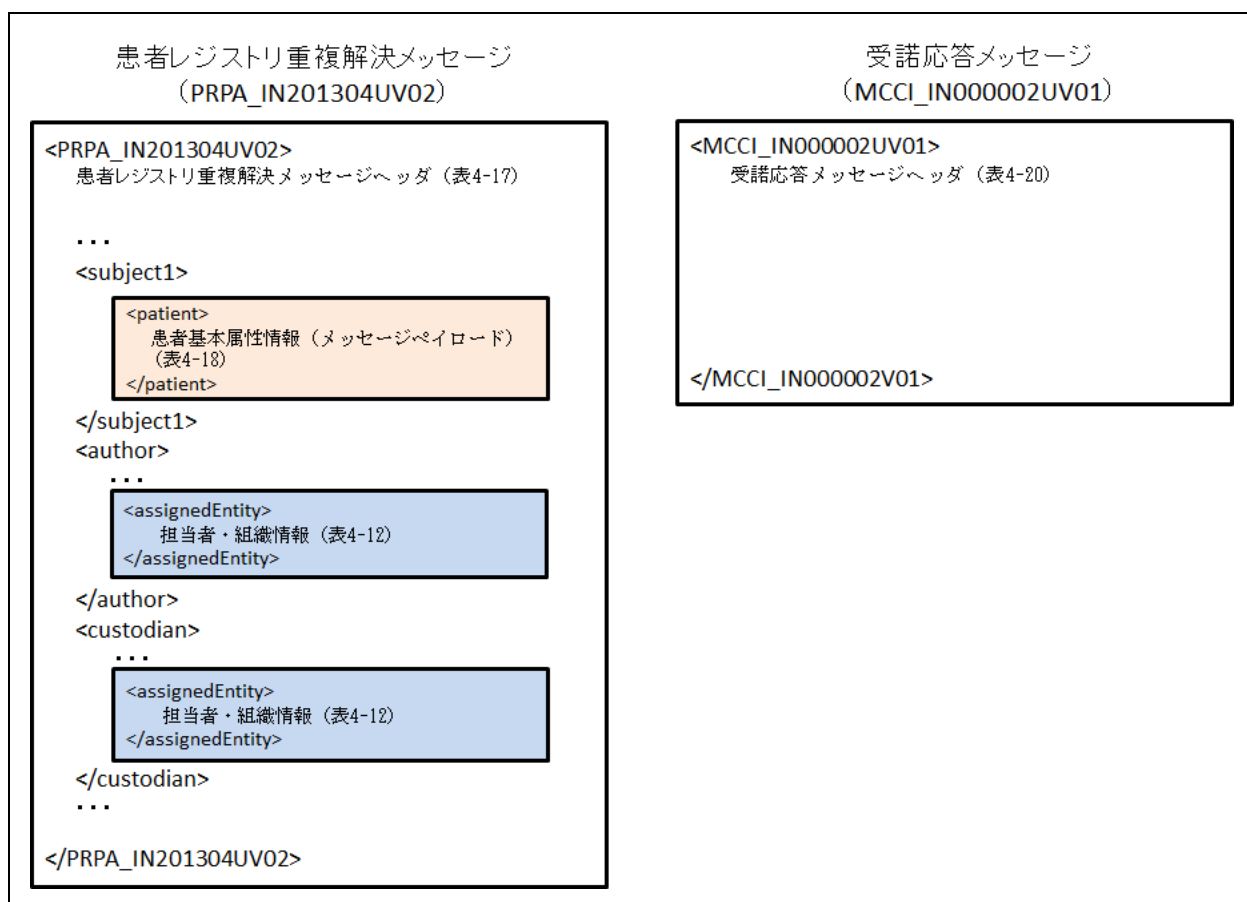 患者レジストリ重複解決メッセージ
（PRPA_IN201304UV02）
<PRPA_IN201304UV02>
患者レジストリ重複解決メッセージヘッダ（表4-17）
...
<subject1>
<patient>
患者基本属性情報（メッセージペイロード）
（表4-18）
</patient>
</subject1>
<author>
...
<assignedEntity>
担当者・組織情報（表4-12）
</assignedEntity>
</author>
<custodian>
...
<assignedEntity>
担当者・組織情報（表4-12）
</assignedEntity>
</custodian>
...
</PRPA_IN201304UV02>
受諾応答メッセージ
（MCCI_IN000002UV01）
<MCCI_IN000002UV01>
受諾応答メッセージヘッダ（表4-20）
</MCCI_IN000002V01>